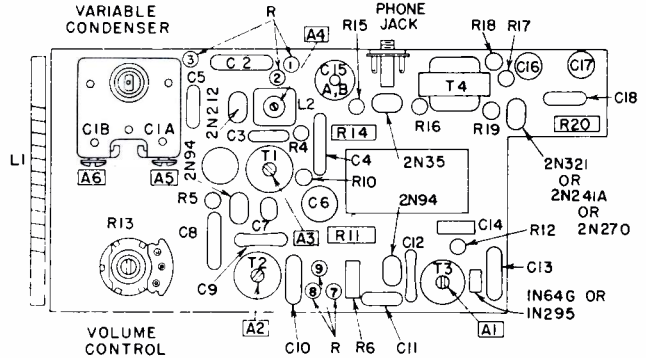 VARIABLE
CONDENSER
R
A4
R15
PHONE
JACK
R18
R17
3
C2
1
2
C15
A,B
C16
C17
T4
C5
2N212
L2
C18
C3
R4
R14
R16
R19
R20
C1B
C1A
2N94
C4
2N35
L1
A6
A5
T1
R10
2N94
2N321
OR
2N241A
OR
2N270
R5
C6
R13
C8
C7
A3
R11
C14
R12
C12
C13
C9
T2
9
8
7
T3
1N64G OR
1N295
VOLUME
CONTROL
A2
C10
R
R6
C11
A1